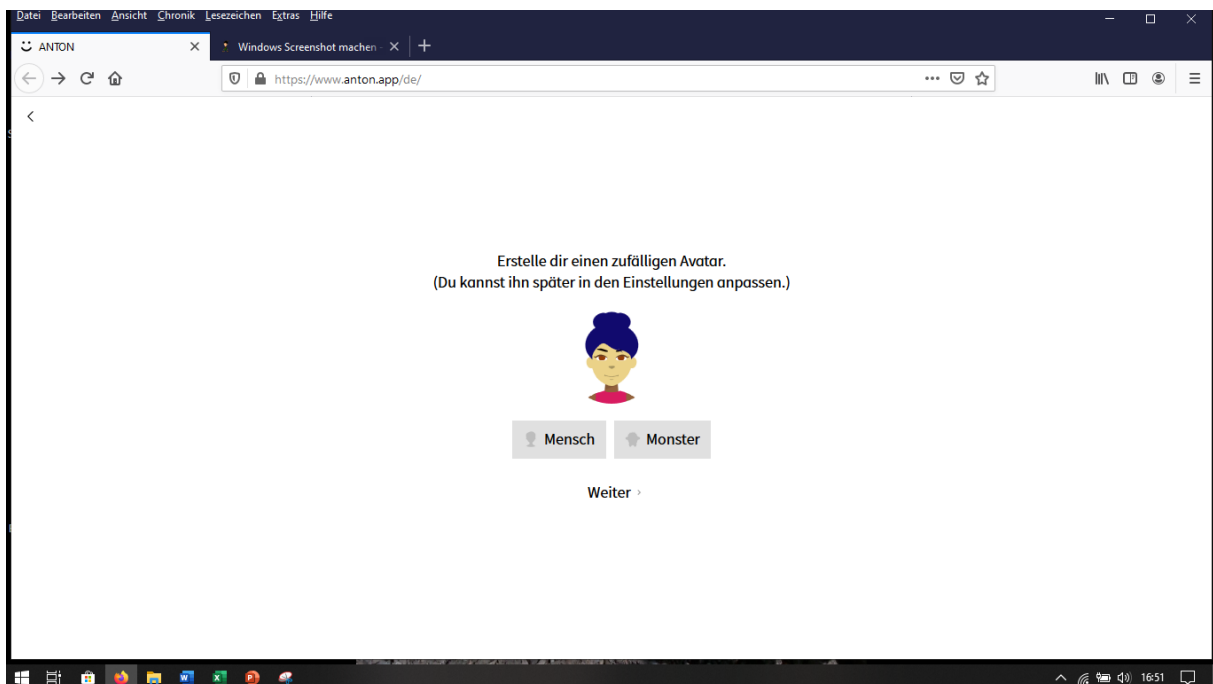 Datei Bearbeiten Ansicht Chronik Lesezeichen Extras Hilfe
ANTON
Windows Screenshot machen -
https://www.anton.app/de/
Erstelle dir einen zufälligen Avatar.
(Du kannst ihn später in den Einstellungen anpassen.)
Mensch Monster
Weiter
16:51